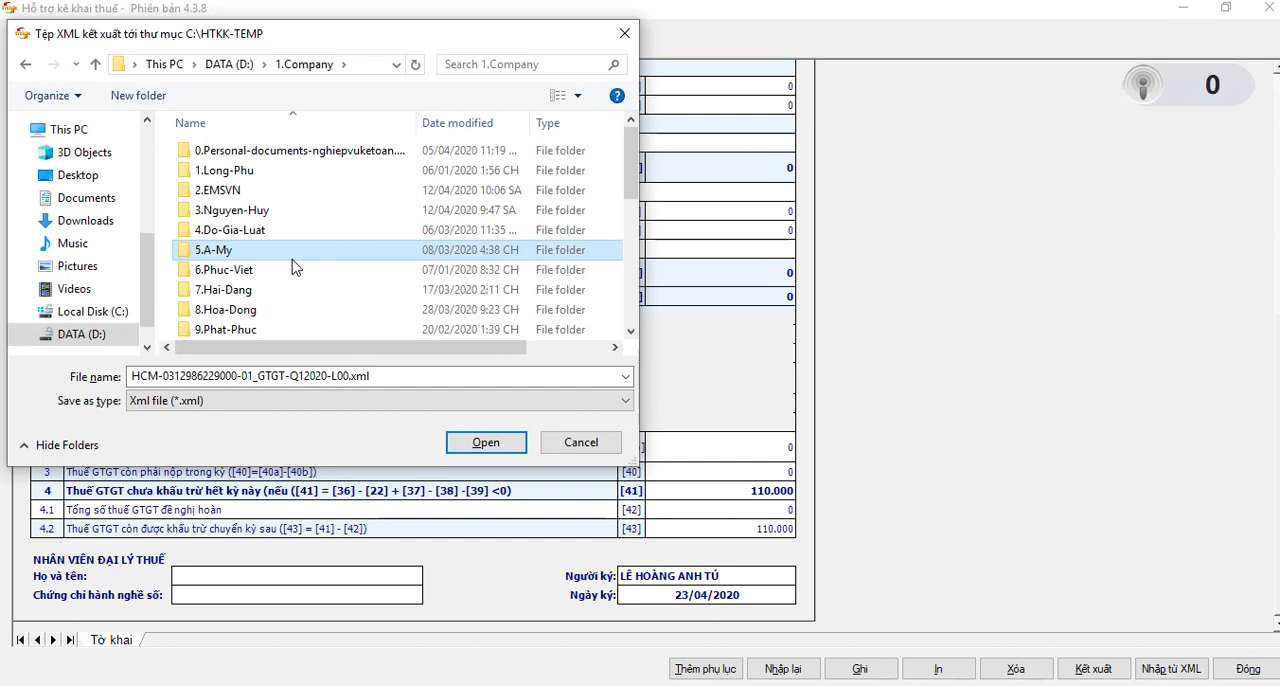 Hỗ trợ kê khai thuế - Phiên bản 4.3.8
Tệp XML kết xuất tới thư mục C:\HTKK-TEMP
This PC > DATA (D:) > 1.Company >
Search 1.Company
Organize
New folder
This PC
3D Objects
Desktop
Documents
Downloads
Music
Pictures
Videos
Local Disk (C:)
DATA (D:)
Name Date modified Type
0.Personal-documents-nghiepvuketoan.... 05/04/2020 11:19 ... File folder
1.Long-Phu 06/01/2020 1:56 CH File folder
2.EMSVN 12/04/2020 10:06 SA File folder
3.Nguyen-Huy 12/04/2020 9:47 SA File folder
4.Do-Gia-Luat 06/03/2020 11:35 ... File folder
5.A-My 08/03/2020 4:38 CH File folder
6.Phuc-Viet 07/01/2020 8:32 CH File folder
7.Hai-Dang 17/03/2020 2:11 CH File folder
8.Hoa-Dong 28/03/2020 9:23 CH File folder
9.Phat-Phuc 20/02/2020 1:39 CH File folder
File name: HCM-0312986229000-01_GTGT-Q12020-L00.xml
Save as type: Xml file (*.xml)
Hide Folders
Open
Cancel
0
0
0
0
0
0
0
0
0
0
3 Thuế GTGT còn phải nộp trong kỳ ([40]=[40a]-[40b]) [40] 0
4 Thuế GTGT chưa khấu trừ hết kỳ này (nếu ([41] = [36] - [22] + [37] - [38] -[39] <0) [41] 110.000
4.1 Tổng số thuế GTGT đề nghị hoàn [42] 0
4.2 Thuế GTGT còn được khấu trừ chuyển kỳ sau ([43] = [41] - [42]) [43] 110.000
NHÂN VIÊN ĐẠI LÝ THUẾ
Họ và tên:
Người ký: LÊ HOÀNG ANH TÚ
Chứng chỉ hành nghề số:
Ngày ký: 23/04/2020
Tờ khai
Thêm phụ lục
Nhập lại
Ghi
In
Xóa
Kết xuất
Nhập từ XML
Đóng